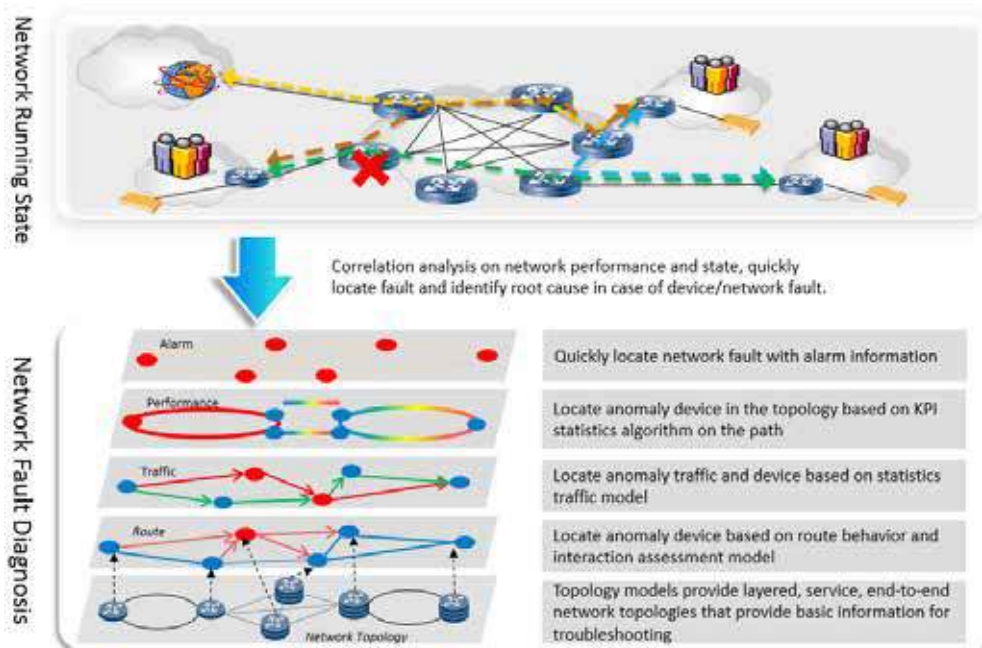 Network Running State
Correlation analysis on network performance and state, quickly
locate fault and identify root cause in case of device/network fault.
Network Fault Diagnosis
Alarm
Quickly locate network fault with alarm information
Performance
Locate anomaly device in the topology based on KPI
statistics algorithm on the path
Traffic
Locate anomaly traffic and device based on statistics
traffic model
Route
Locate anomaly device based on route behavior and
interaction assessment model
Network Topology
Topology models provide layered, service, end-to-end
network topologies that provide basic information for
troubleshooting